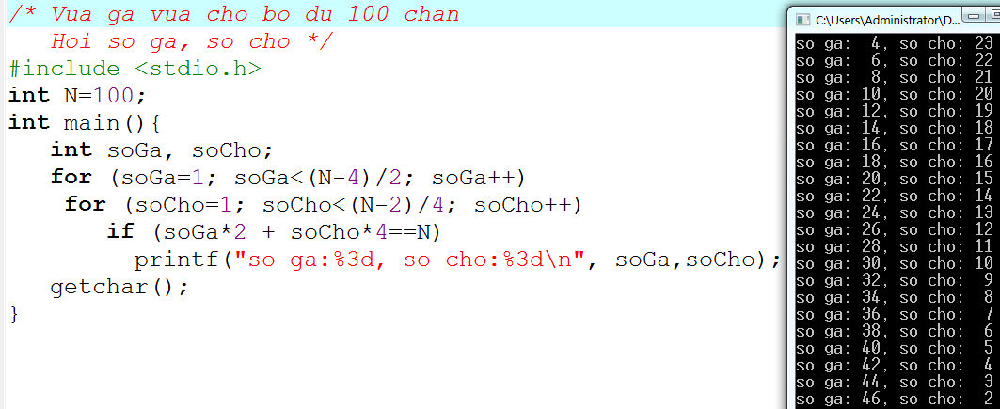 /* Vua ga vua cho bo du 100 chan
Hoi so ga, so cho */
#include <stdio.h>
int N=100;
int main(){
int soGa, soCho;
for (soGa=1; soGa<(N-4)/2; soGa++)
for (soCho=1; soCho<(N-2)/4; soCho++)
if (soGa*2 + soCho*4==N)
printf("so ga:%3d, so cho:%3d\n", soGa,soCho);
getchar();
}
C:\Users\Administrator\D...
so ga:  4, so cho: 23
so ga:  6, so cho: 22
so ga:  8, so cho: 21
so ga: 10, so cho: 20
so ga: 12, so cho: 19
so ga: 14, so cho: 18
so ga: 16, so cho: 17
so ga: 18, so cho: 16
so ga: 20, so cho: 15
so ga: 22, so cho: 14
so ga: 24, so cho: 13
so ga: 26, so cho: 12
so ga: 28, so cho: 11
so ga: 30, so cho: 10
so ga: 32, so cho:  9
so ga: 34, so cho:  8
so ga: 36, so cho:  7
so ga: 38, so cho:  6
so ga: 40, so cho:  5
so ga: 42, so cho:  4
so ga: 44, so cho:  3
so ga: 46, so cho:  2